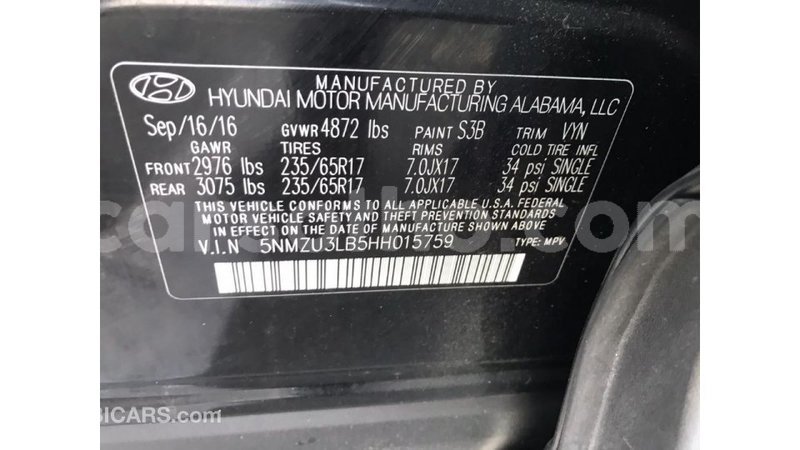 MANUFACTURED BY
HYUNDAI MOTOR MANUFACTURING ALABAMA, LLC
Sep/16/16 GVWR 4872 lbs PAINT S3B TRIM VYN
GAWR TIRES RIMS COLD TIRE INFL
FRONT 2976 lbs 235/65R17 7.0JX17 34 psi SINGLE
REAR 3075 lbs 235/65R17 7.0JX17 34 psi SINGLE
THIS VEHICLE CONFORMS TO ALL APPLICABLE U.S.A. FEDERAL
MOTOR VEHICLE SAFETY AND THEFT PREVENTION STANDARDS
IN EFFECT ON THE DATE OF MANUFACTURE SHOWN ABOVE
V.I.N 5NMZU3LB5HH015759 TYPE: MPV
BICARS.com